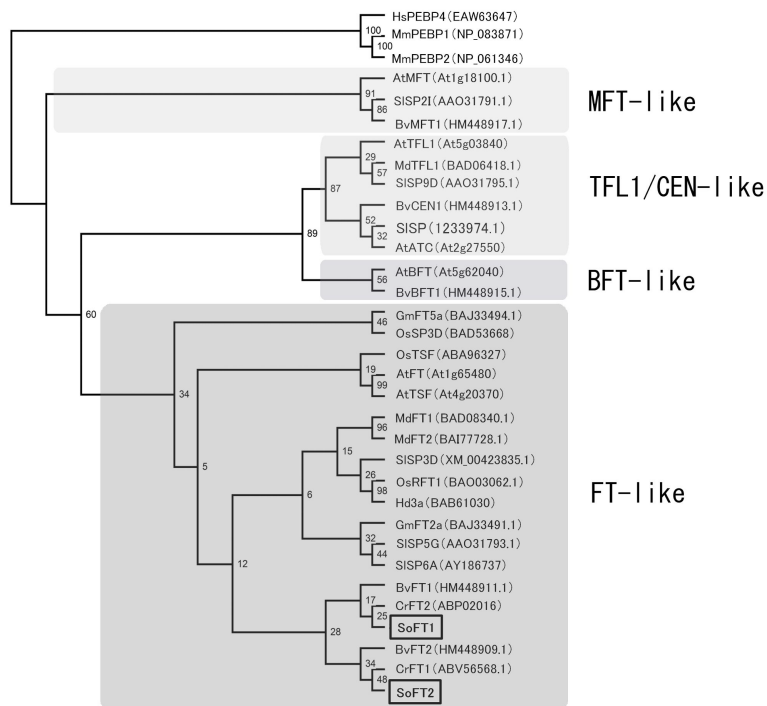 HsPEBP4(EAW63647)
100
MmPEBP1(NP_083871)
100
MmPEBP2(NP_061346)
AtMFT(At1g18100.1)
91
SlSP2I(AAO31791.1)
86
BvMFT1(HM448917.1)
MFT-like
AtTFL1(At5g03840)
29
MdTFL1(BAD06418.1)
57
SlSP9D(AAO31795.1)
87
BvCEN1(HM448913.1)
52
SlSP(1233974.1)
32
AtATC(At2g27550)
TFL1/CEN-like
89
AtBFT(At5g62040)
56
BvBFT1(HM448915.1)
BFT-like
60
GmFT5a(BAJ33494.1)
46
OsSP3D(BAD53668)
34
OsTSF(ABA96327)
19
AtFT(At1g65480)
99
AtTSF(At4g20370)
5
MdFT1(BAD08340.1)
96
MdFT2(BAI77728.1)
15
SlSP3D(XM_00423835.1)
26
OsRFT1(BAO03062.1)
98
Hd3a(BAB61030)
6
GmFT2a(BAJ33491.1)
32
SlSP5G(AAO31793.1)
44
SlSP6A(AY186737)
FT-like
12
BvFT1(HM448911.1)
17
CrFT2(ABP02016)
25
SoFT1
28
BvFT2(HM448909.1)
34
CrFT1(ABV56568.1)
48
SoFT2